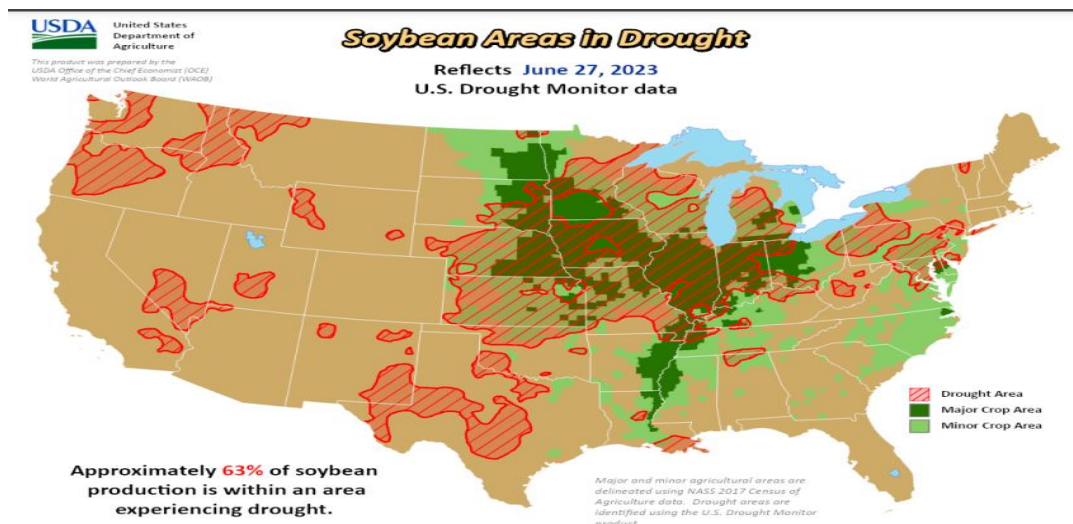 USDA
United States
Department of
Agriculture
This product was prepared by the
USDA Office of the Chief Economist (OCE)
World Agricultural Outlook Board (WAOB)
Soybean Areas in Drought
Reflects June 27, 2023
U.S. Drought Monitor data
Drought Area
Major Crop Area
Minor Crop Area
Approximately 63% of soybean
production is within an area
experiencing drought.
Major and minor agricultural areas are
delineated using NASS 2017 Census of
Agriculture data. Drought areas are
identified using the U.S. Drought Monitor
product.